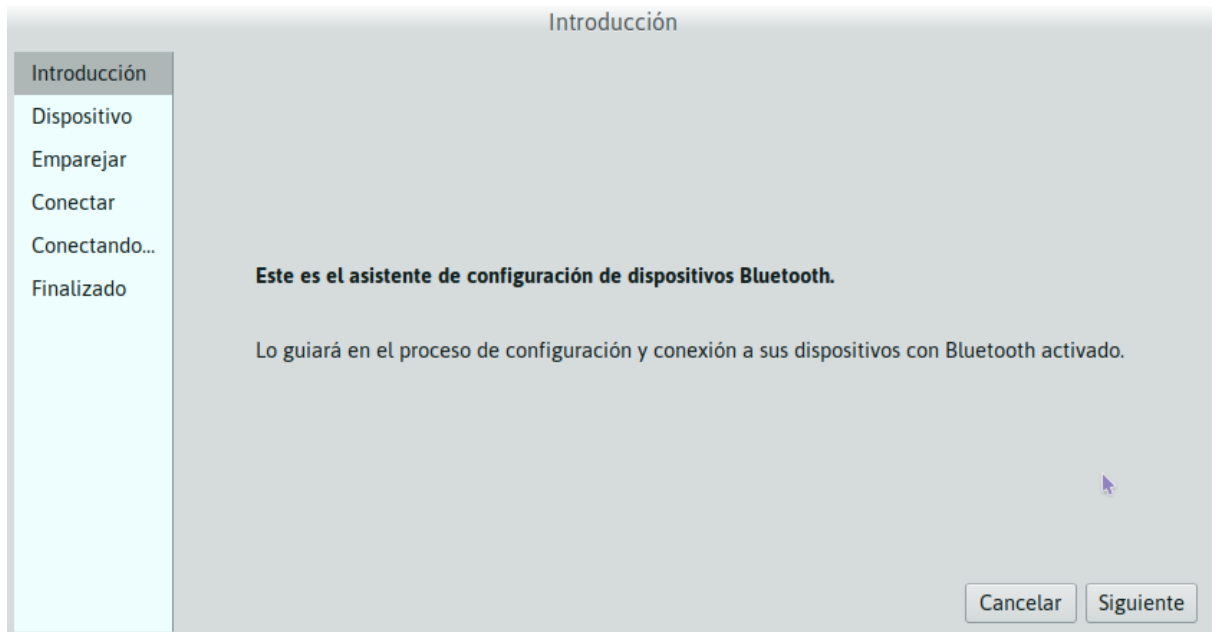 Introducción
Introducción
Dispositivo
Emparejar
Conectar
Conectando...
Finalizado
Este es el asistente de configuración de dispositivos Bluetooth.
Lo guiará en el proceso de configuración y conexión a sus dispositivos con Bluetooth activado.
Cancelar Siguiente